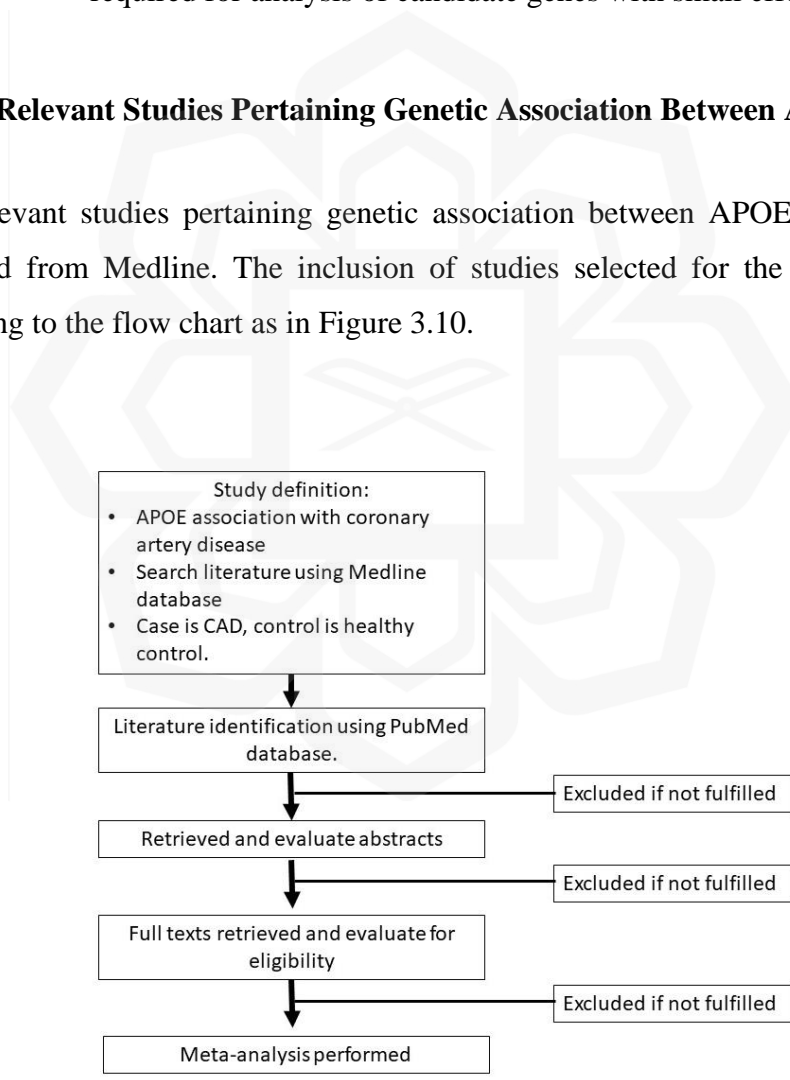 Relevant Studies Pertaining Genetic Association Between
studies pertaining genetic association between APOE
from Medline. The inclusion of studies selected for the
to the flow chart as in Figure 3.10.
Study definition:
• APOE association with coronary
artery disease
• Search literature using Medline
database
• Case is CAD, control is healthy
control.
Literature identification using PubMed
database.
Excluded if not fulfilled
Retrieved and evaluate abstracts
Excluded if not fulfilled
Full texts retrieved and evaluate for
eligibility
Excluded if not fulfilled
Meta-analysis performed